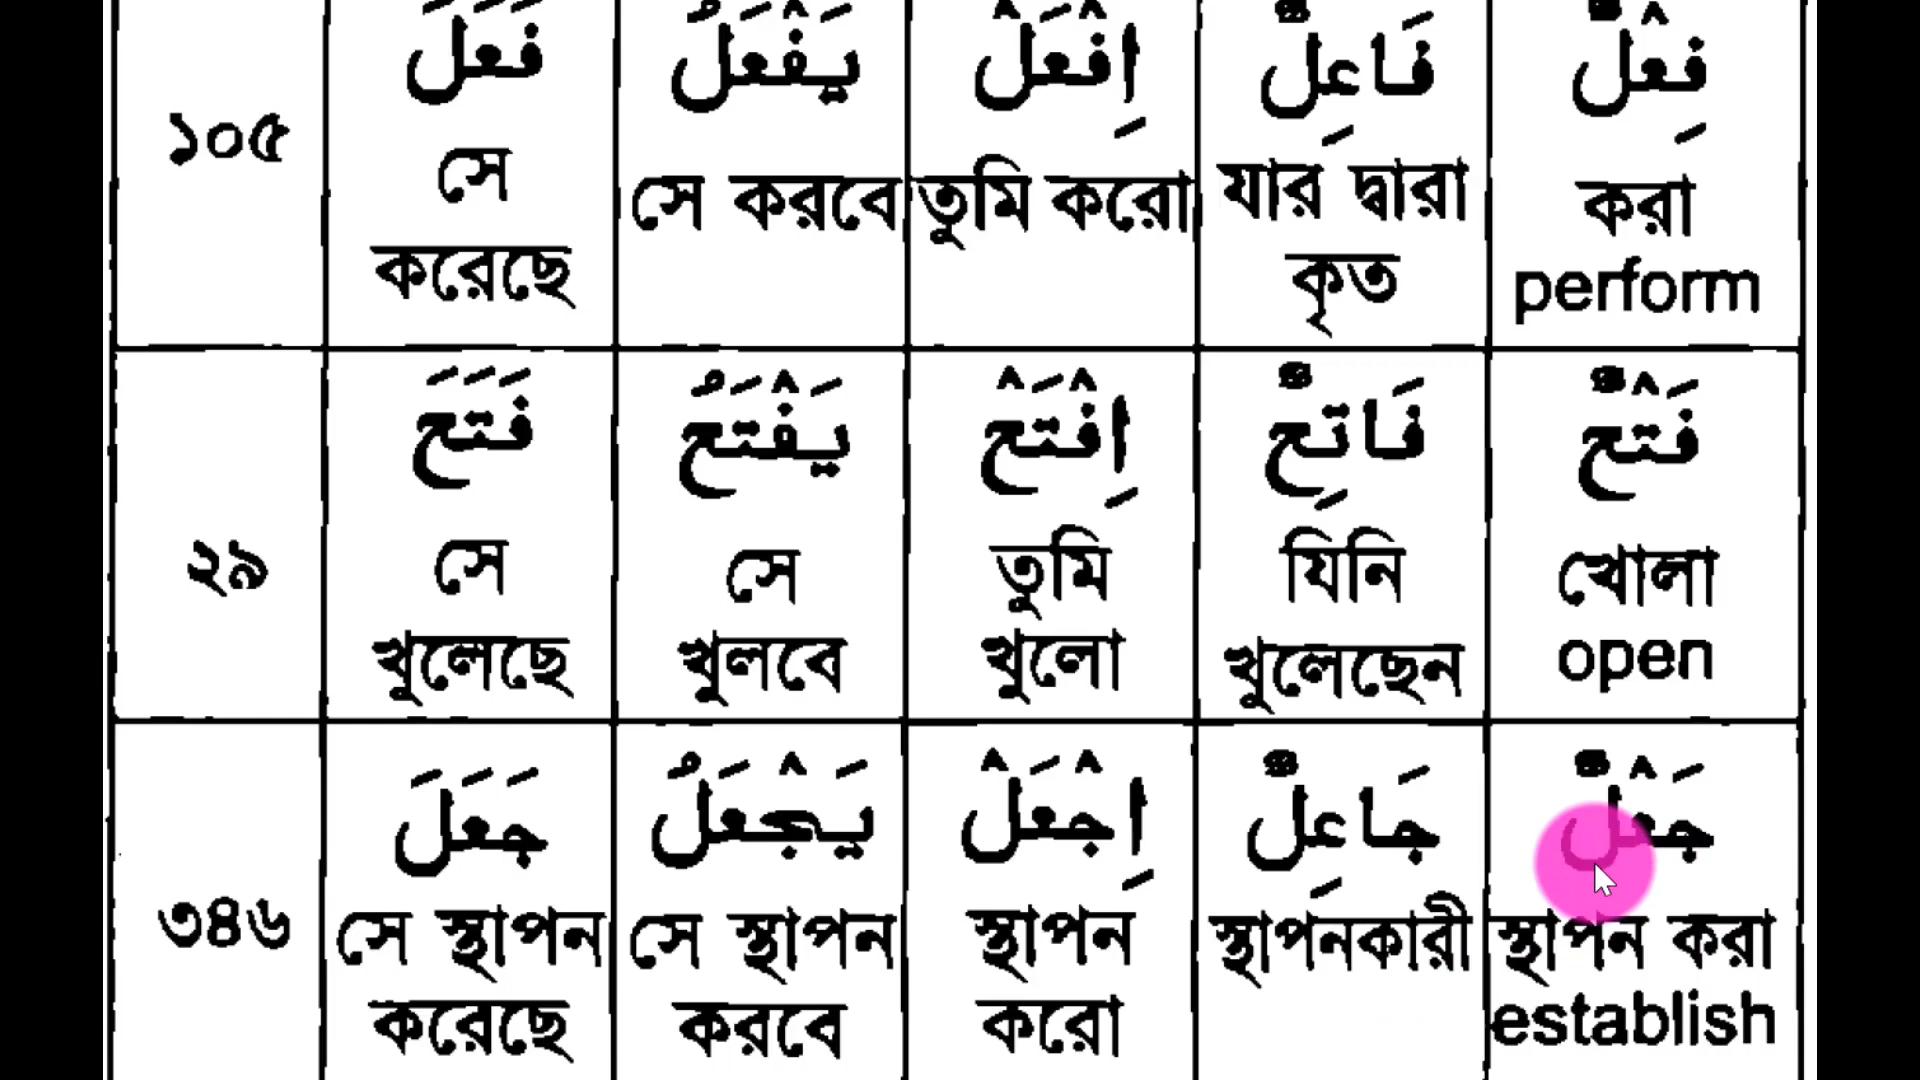 ১০৫
فَعَلَ
সে
করেছে
يَفْعَلُ
সে করবে
اِفْعَلْ
তুমি করো
فَاعِلٌ
যার দ্বারা
কৃত
فِعْلٌ
করা
perform
২৯
فَتَحَ
সে
খুলেছে
يَفْتَحُ
সে
খুলবে
اِفْتَحْ
তুমি
খুলো
فَاتِحٌ
যিনি
খুলেছেন
فَتْحٌ
খোলা
open
৩৪৬
جَعَلَ
সে স্থাপন
করেছে
يَجْعَلُ
সে স্থাপন
করবে
اِجْعَلْ
স্থাপন
করো
جَاعِلٌ
স্থাপনকারী
جَعْلٌ
স্থাপন করা
establish